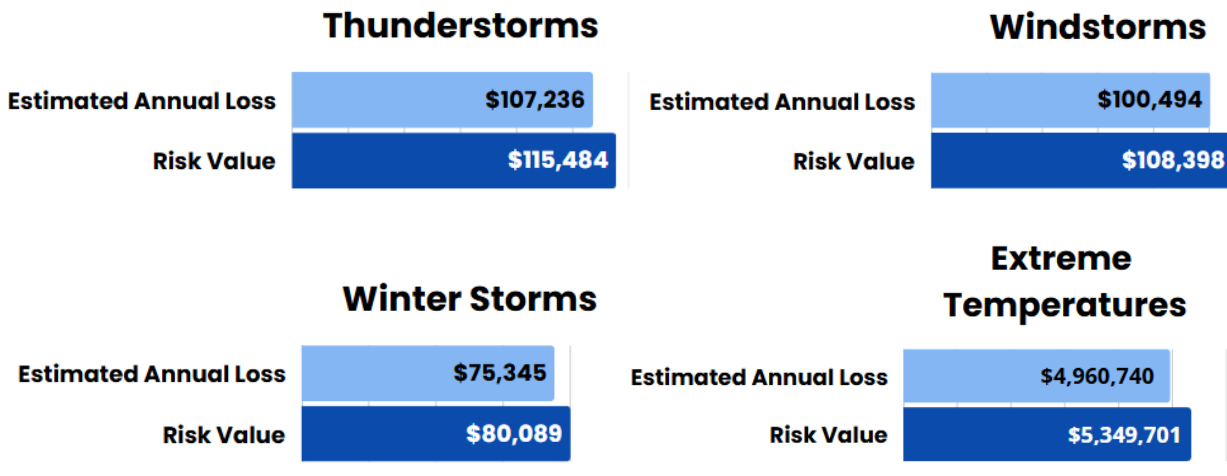 Thunderstorms
Estimated Annual Loss $107,236
Risk Value $115,484
Windstorms
Estimated Annual Loss $100,494
Risk Value $108,398
Winter Storms
Estimated Annual Loss $75,345
Risk Value $80,089
Extreme
Temperatures
Estimated Annual Loss $4,960,740
Risk Value $5,349,701